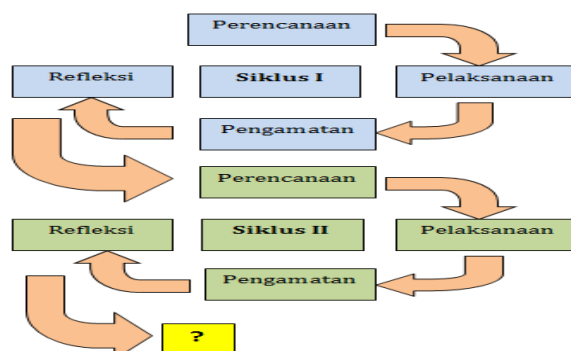 Perencanaan
Refleksi
Siklus I
Pelaksanaan
Pengamatan
Perencanaan
Refleksi
Siklus II
Pelaksanaan
Pengamatan
?